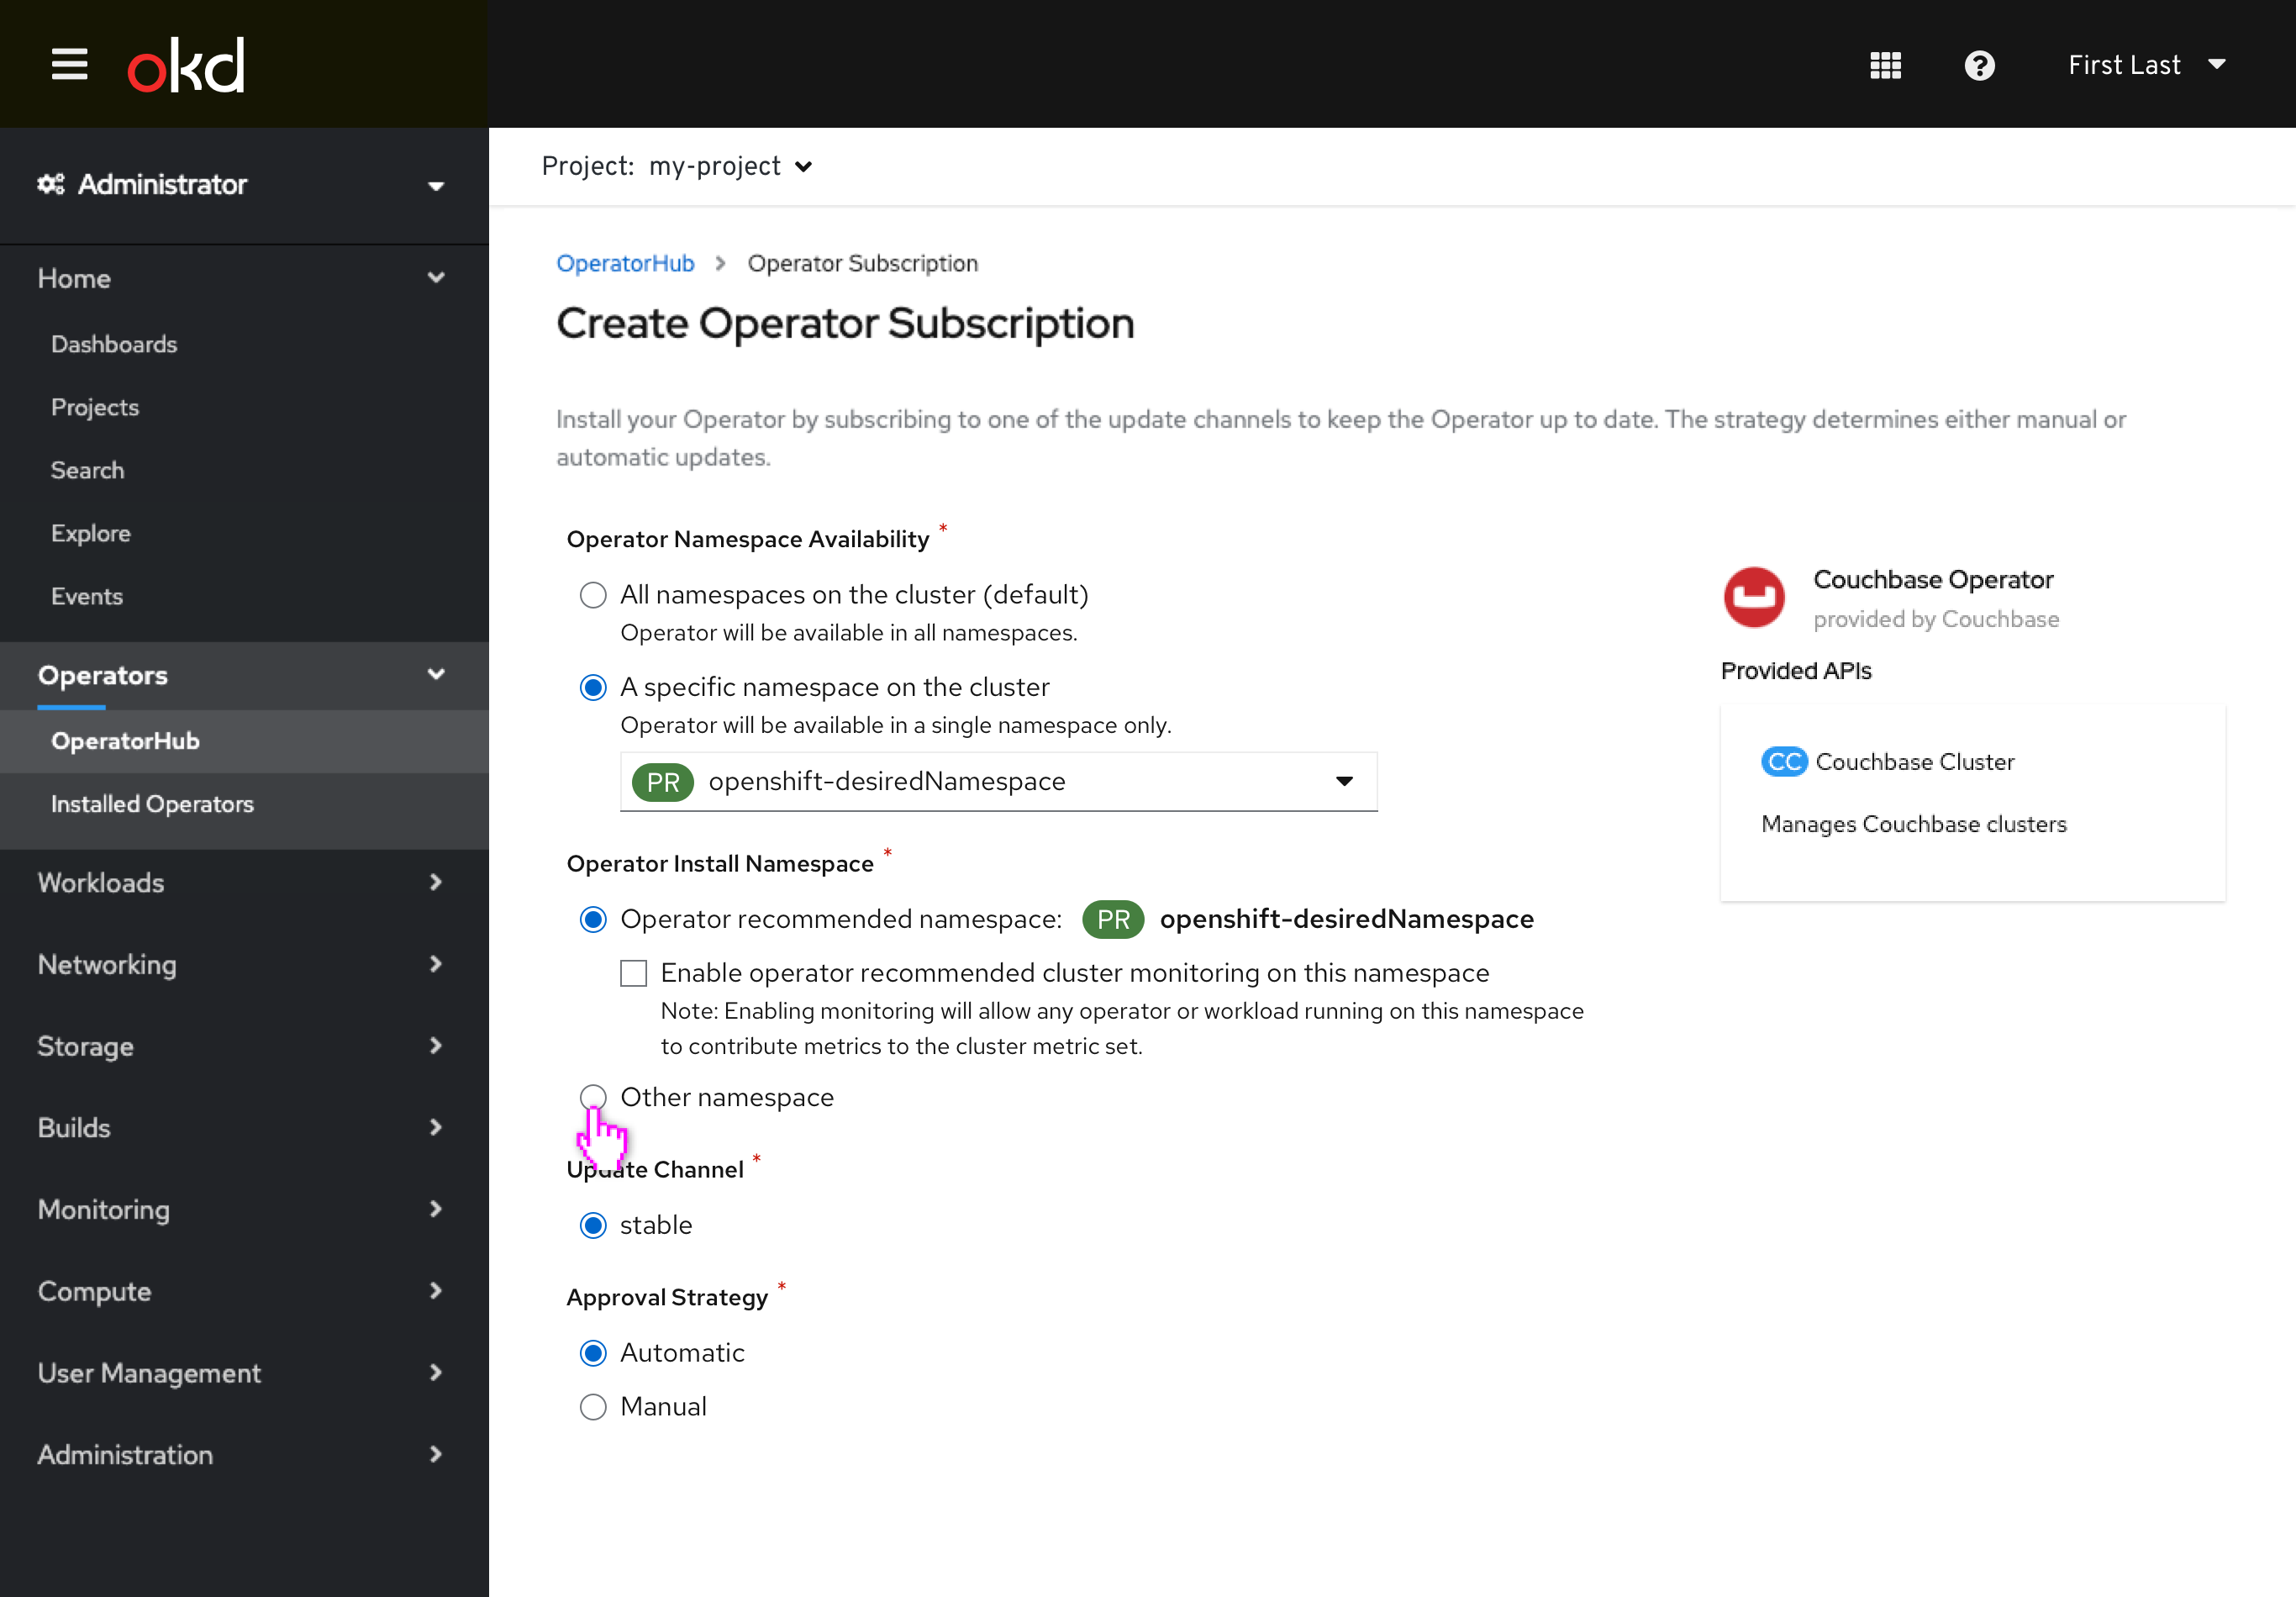 okd
First Last
Administrator
Home
Dashboards
Projects
Search
Explore
Events
Operators
OperatorHub
Installed Operators
Workloads
Networking
Storage
Builds
Monitoring
Compute
User Management
Administration
Project: my-project
OperatorHub > Operator Subscription
Create Operator Subscription
Install your Operator by subscribing to one of the update channels to keep the Operator up to date. The strategy determines either manual or
automatic updates.
Operator Namespace Availability *
All namespaces on the cluster (default)
Operator will be available in all namespaces.
A specific namespace on the cluster
Operator will be available in a single namespace only.
PR openshift-desiredNamespace
Operator Install Namespace *
Operator recommended namespace: PR openshift-desiredNamespace
Enable operator recommended cluster monitoring on this namespace
Note: Enabling monitoring will allow any operator or workload running on this namespace
to contribute metrics to the cluster metric set.
Other namespace
Update Channel *
stable
Approval Strategy *
Automatic
Manual
Couchbase Operator
provided by Couchbase
Provided APIs
CC Couchbase Cluster
Manages Couchbase clusters